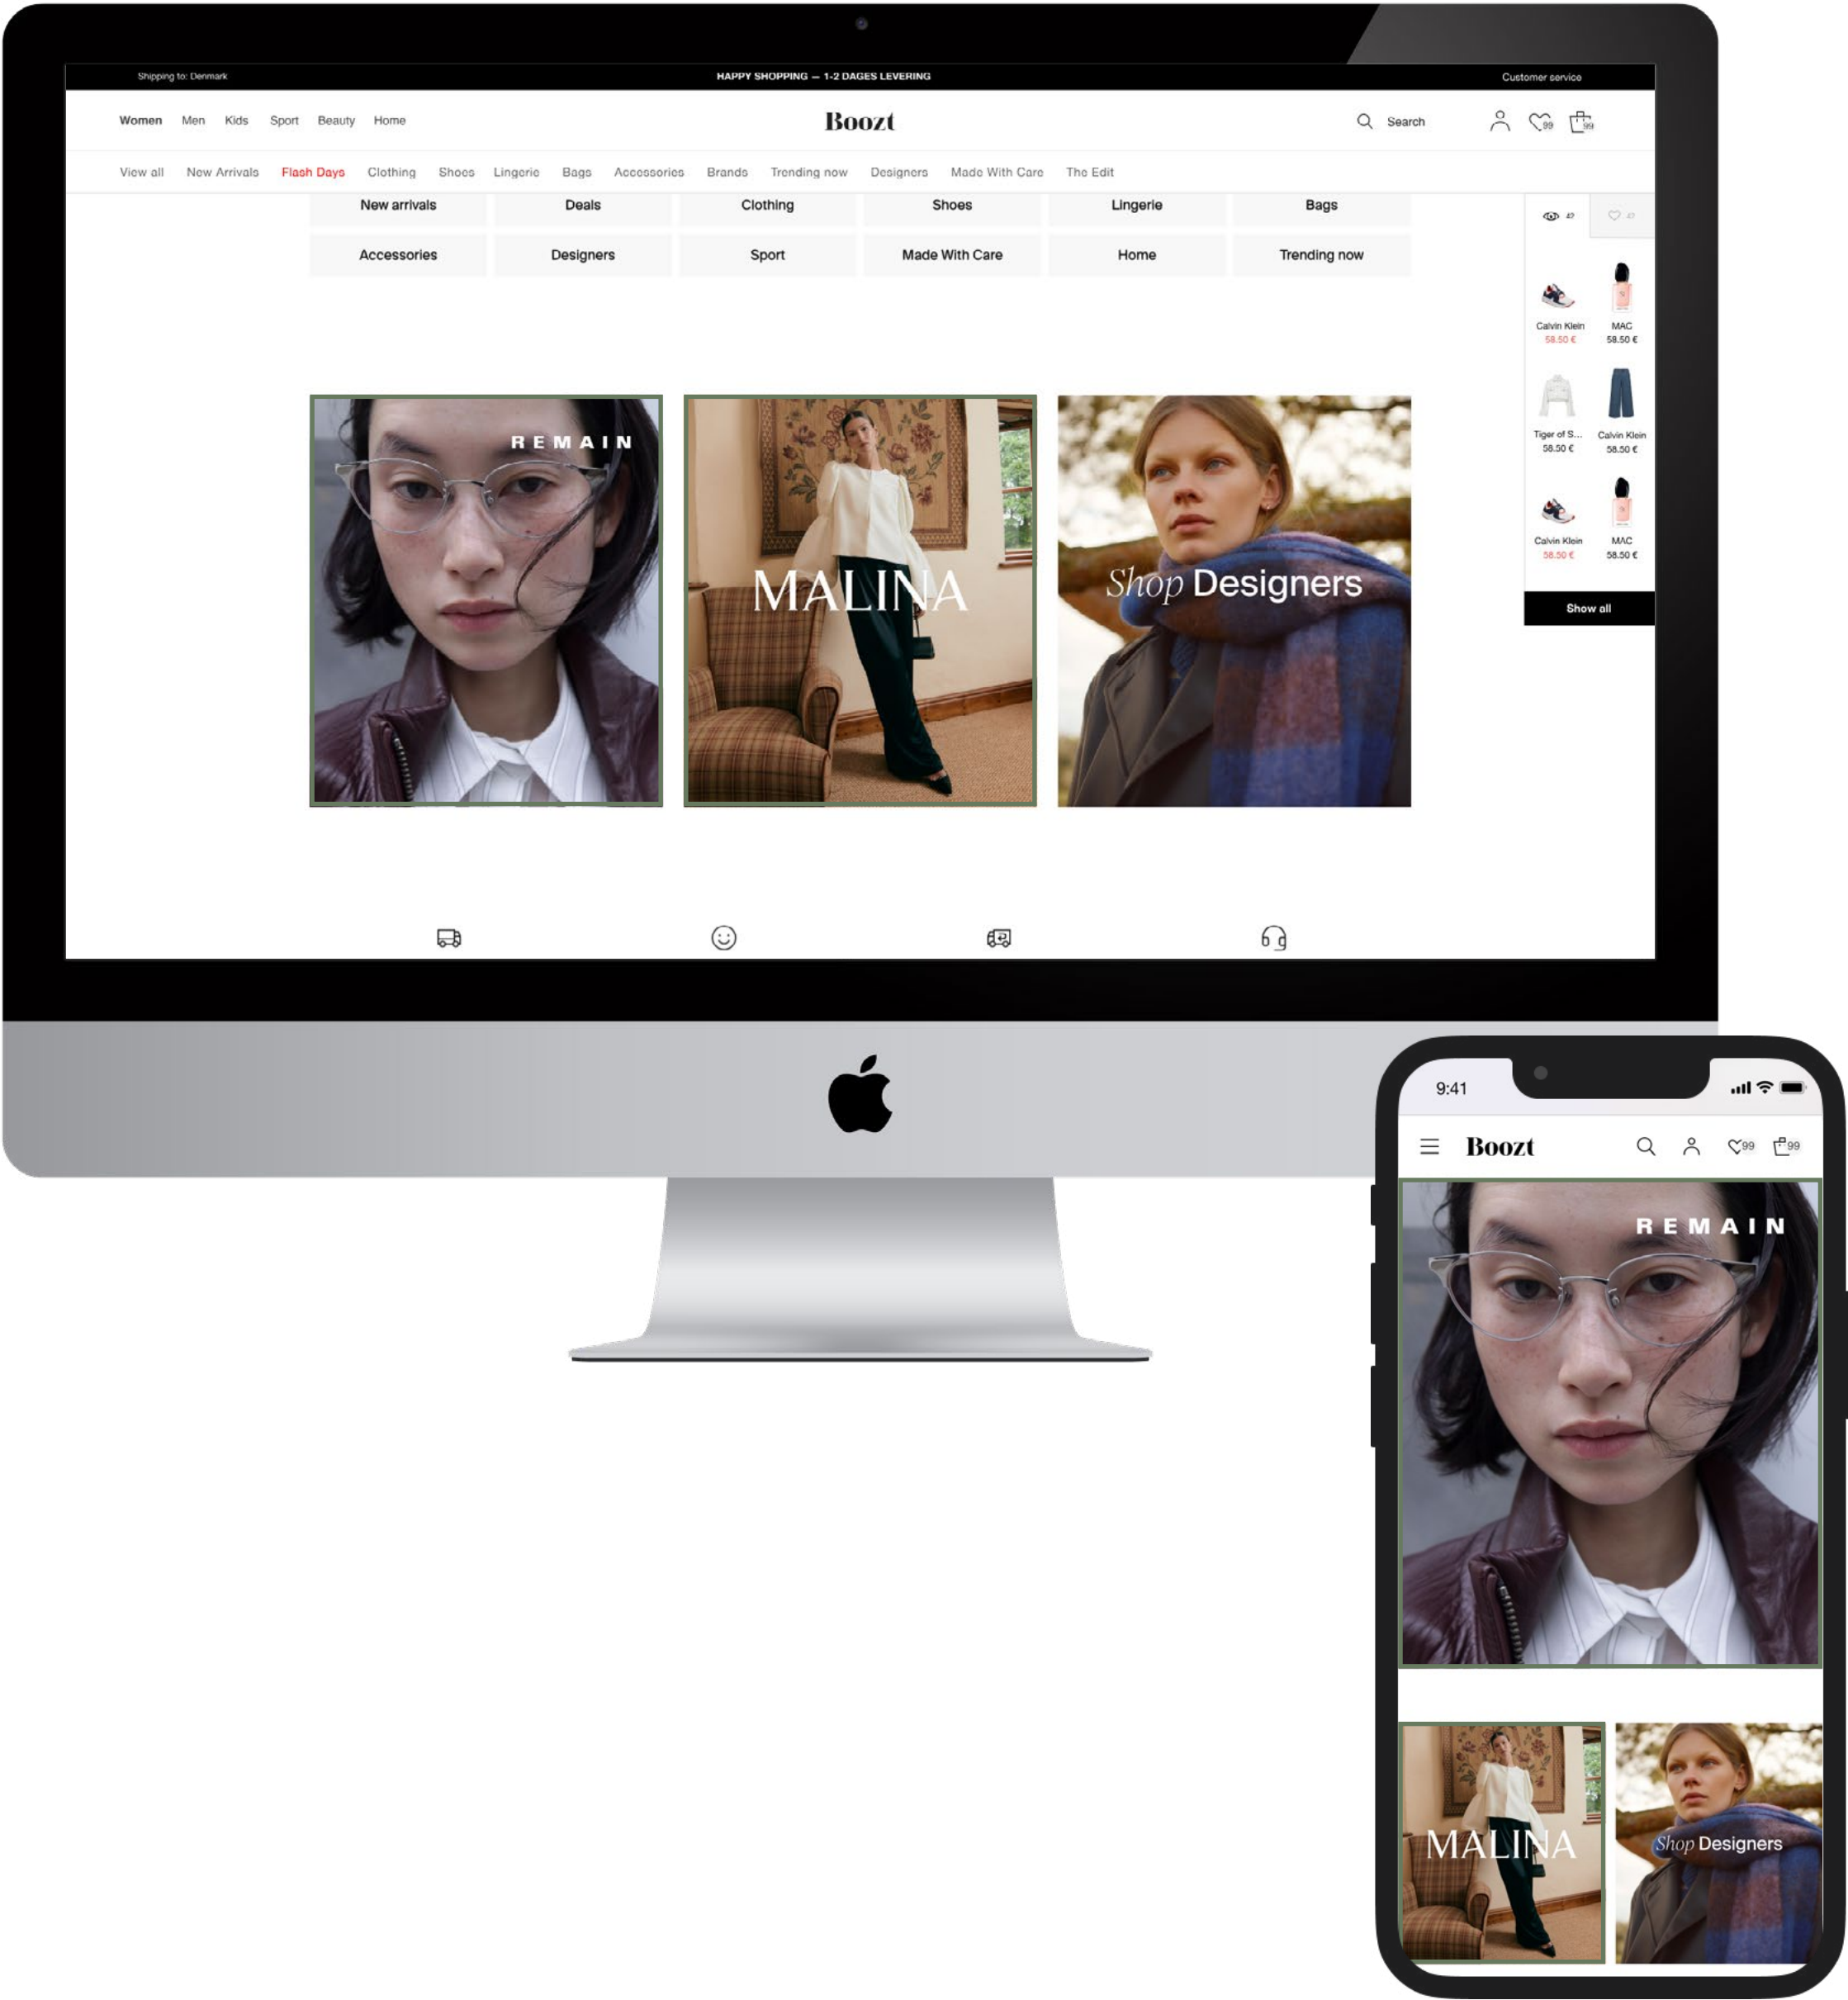 Shipping to: Denmark
HAPPY SHOPPING — 1-2 DAGES LEVERING
Customer service
Women Men Kids Sport Beauty Home
Boozt
Search
99
99
View all New Arrivals Flash Days Clothing Shoes Lingerie Bags Accessories Brands Trending now Designers Made With Care The Edit
New arrivals Deals Clothing Shoes Lingerie Bags
Accessories Designers Sport Made With Care Home Trending now
42
42
Calvin Klein
58.50 €
MAC
58.50 €
Tiger of S...
58.50 €
Calvin Klein
58.50 €
Calvin Klein
58.50 €
MAC
58.50 €
Show all
REMAIN
MALINA
Shop Designers
9:41
Boozt
99
99
REMAIN
MALINA
Shop Designers